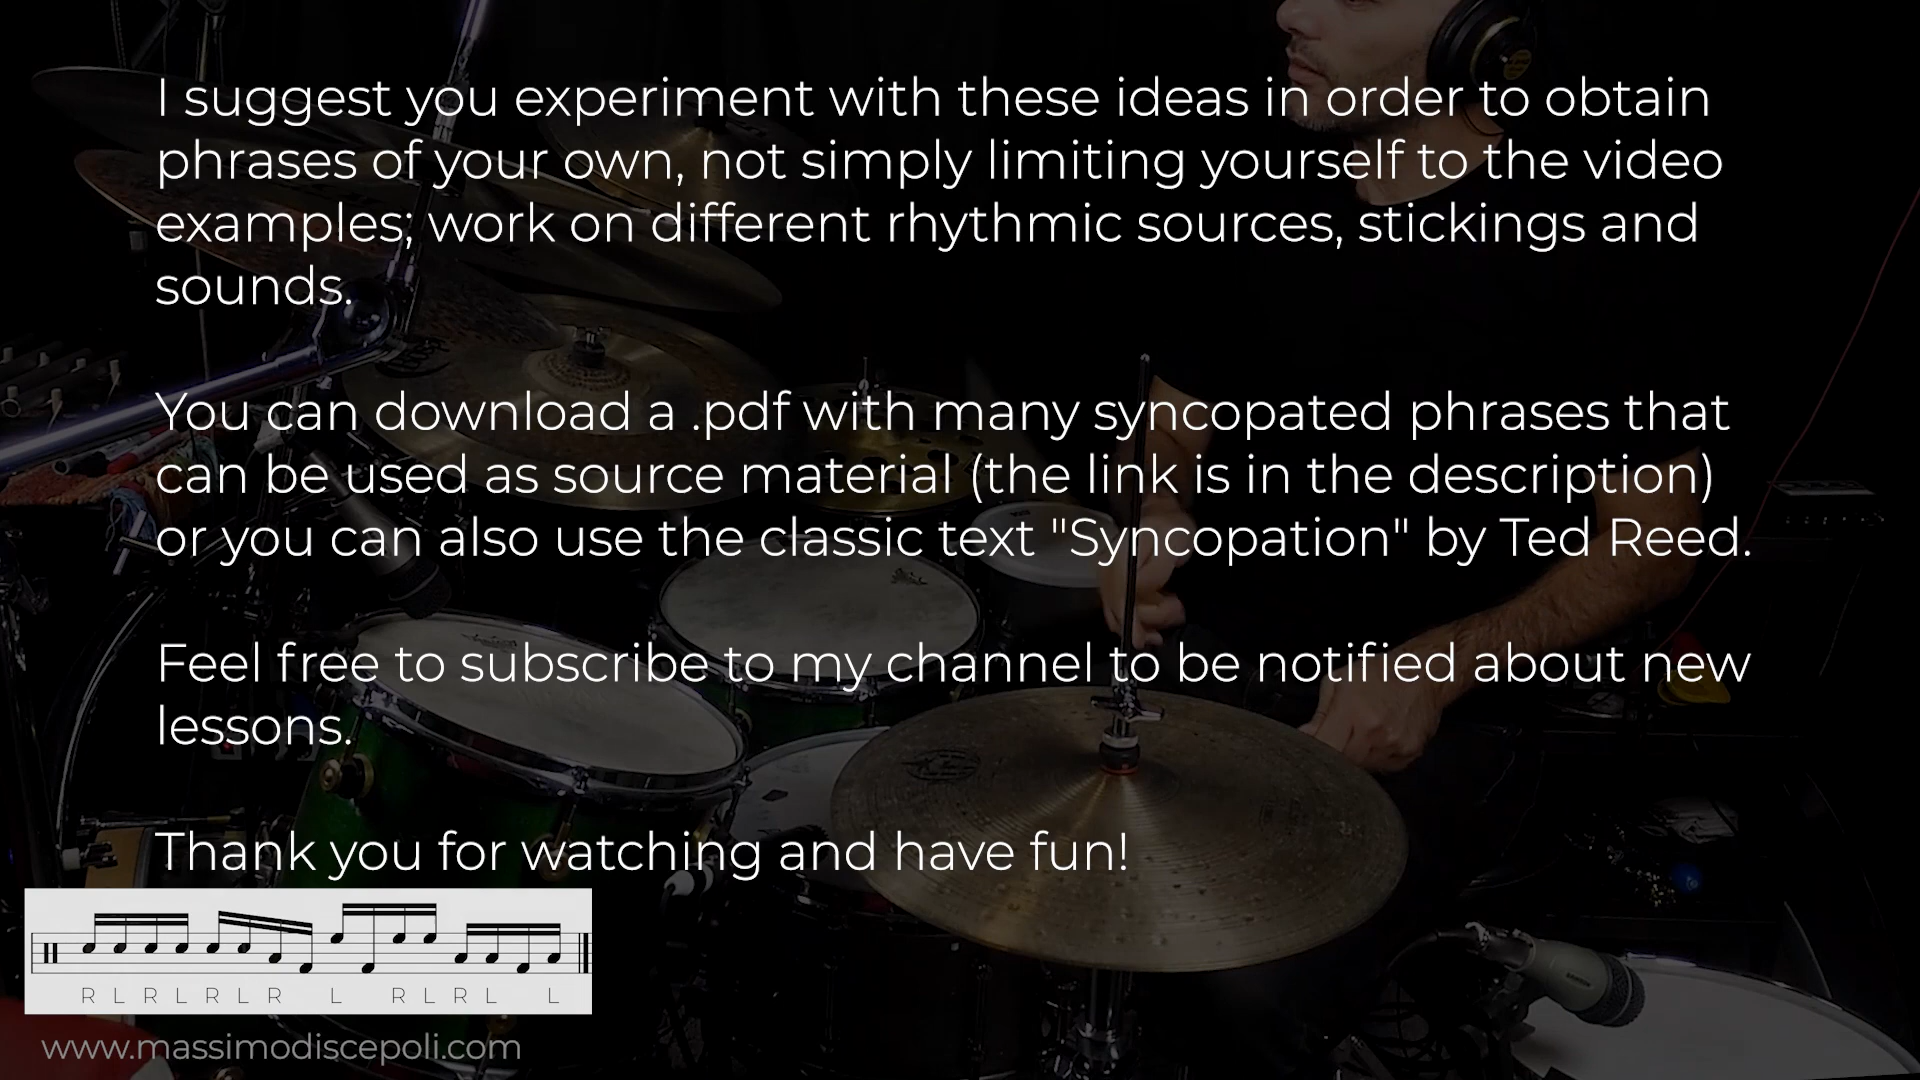 I suggest you experiment with these ideas in order to obtain
phrases of your own, not simply limiting yourself to the video
examples; work on different rhythmic sources, stickings and
sounds.
You can download a .pdf with many syncopated phrases that
can be used as source material (the link is in the description)
or you can also use the classic text "Syncopation" by Ted Reed.
Feel free to subscribe to my channel to be notified about new
lessons.
Thank you for watching and have fun!
R L R L R L R L R L R L L
www.massimodiscepoli.com